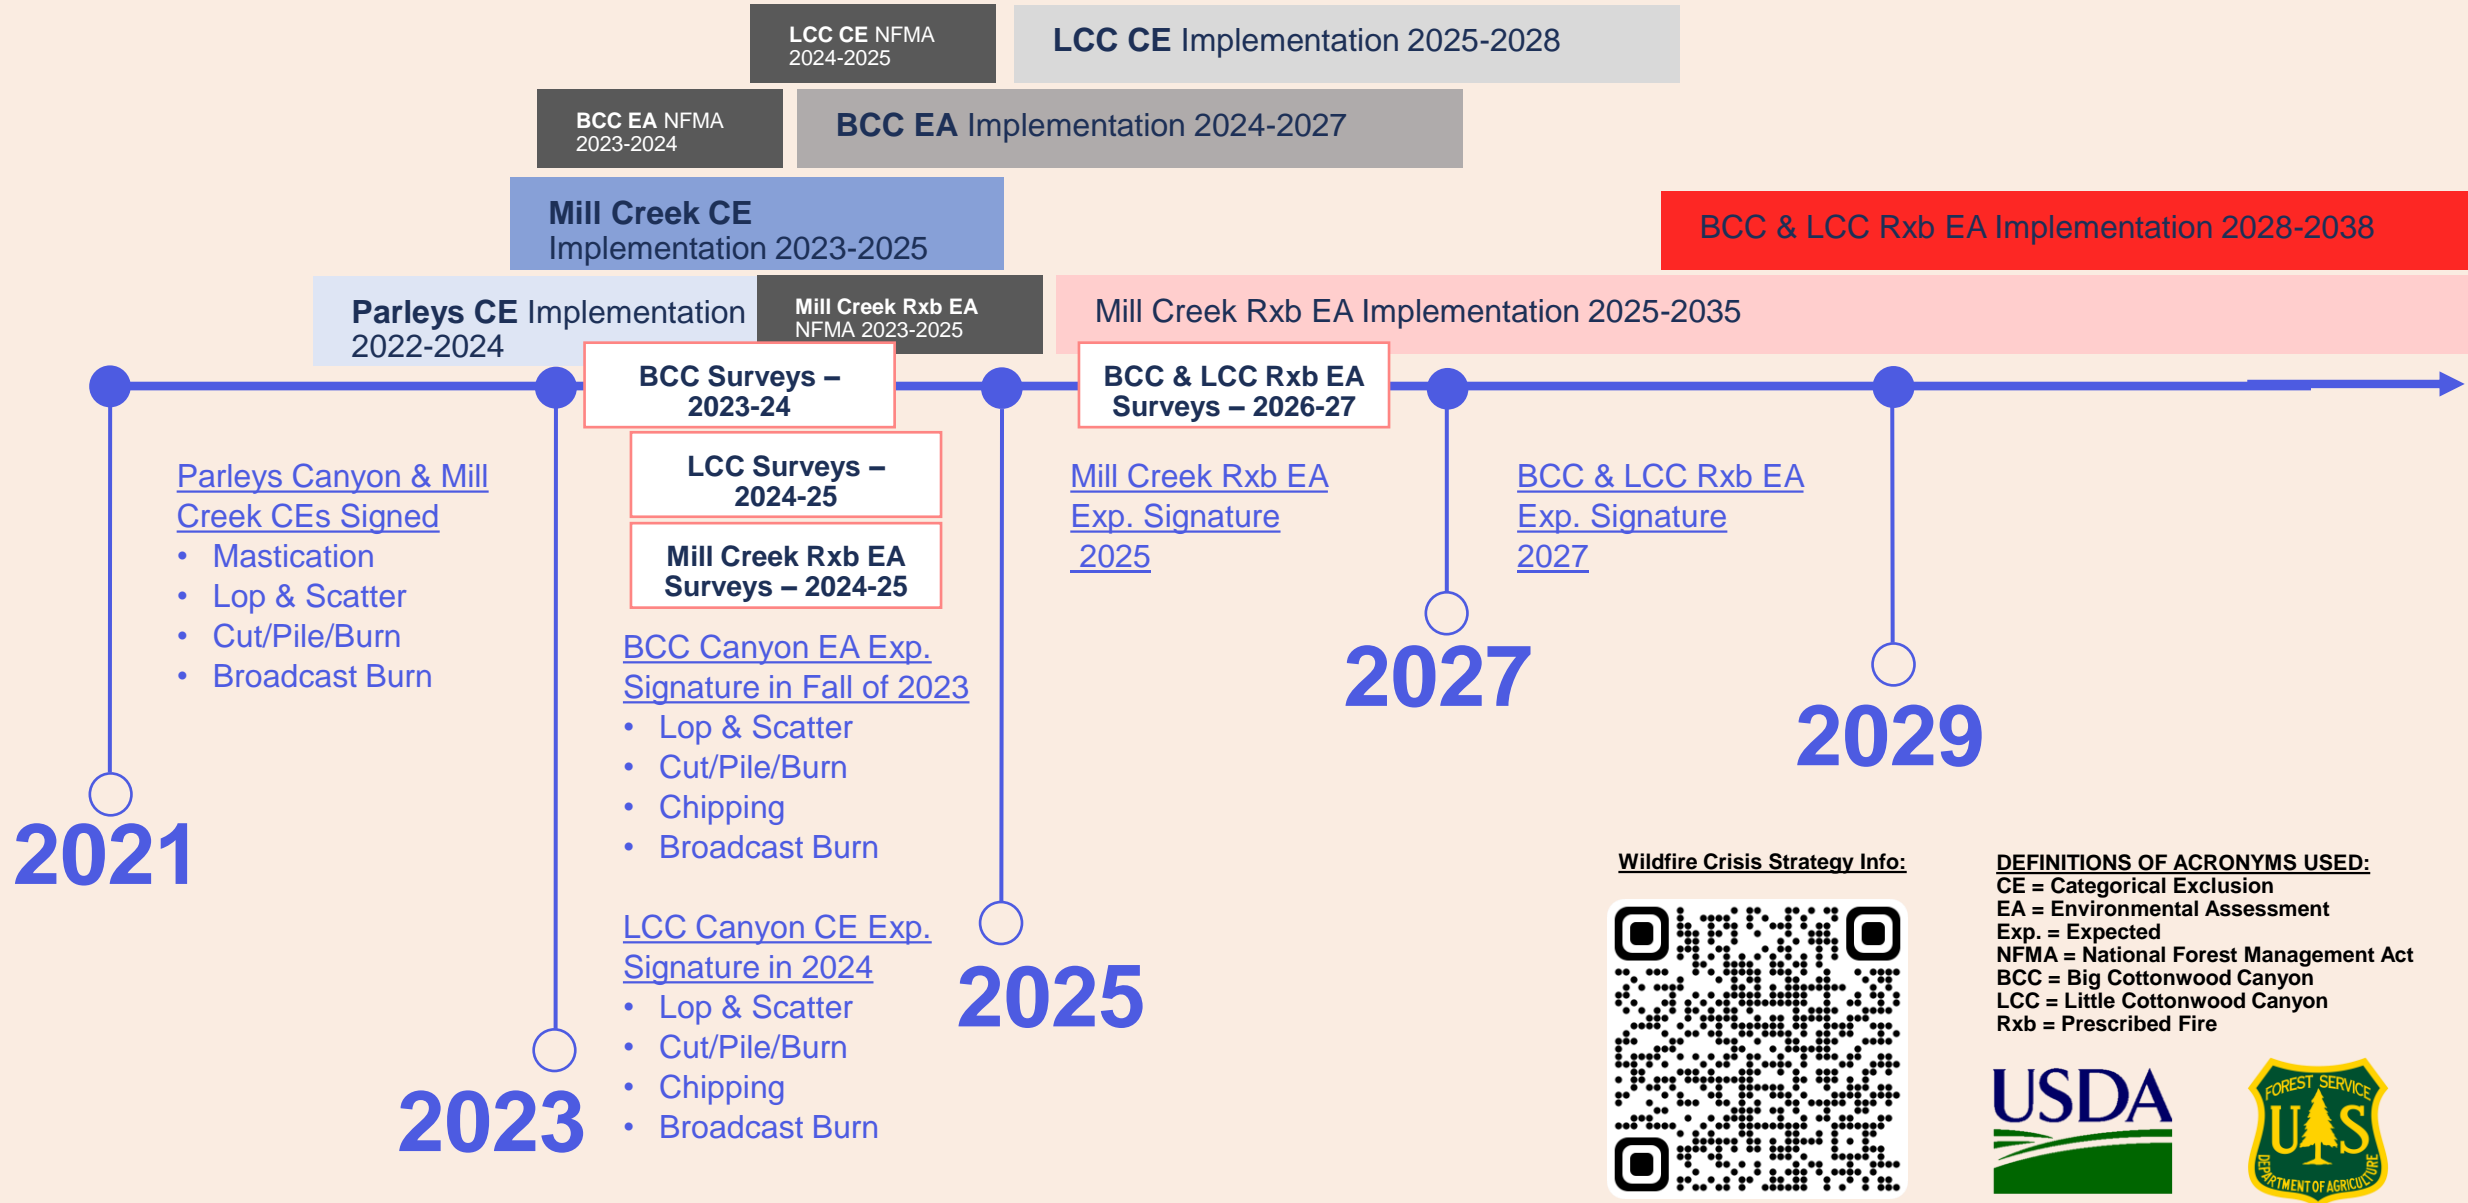 LCC CE NFMA
2024-2025
LCC CE Implementation 2025-2028
BCC EA NFMA
2023-2024
BCC EA Implementation 2024-2027
Mill Creek CE
Implementation 2023-2025
BCC & LCC Rxb EA Implementation 2028-2038
Parleys CE Implementation
2022-2024
Mill Creek Rxb EA
NFMA 2023-2025
Mill Creek Rxb EA Implementation 2025-2035
BCC Surveys –
2023-24
BCC & LCC Rxb EA
Surveys – 2026-27
LCC Surveys –
2024-25
Mill Creek Rxb EA
Surveys – 2024-25
Parleys Canyon & Mill
Creek CEs Signed
• Mastication
• Lop & Scatter
• Cut/Pile/Burn
• Broadcast Burn
Mill Creek Rxb EA
Exp. Signature
2025
BCC & LCC Rxb EA
Exp. Signature
2027
BCC Canyon EA Exp.
Signature in Fall of 2023
• Lop & Scatter
• Cut/Pile/Burn
• Chipping
• Broadcast Burn
LCC Canyon CE Exp.
Signature in 2024
• Lop & Scatter
• Cut/Pile/Burn
• Chipping
• Broadcast Burn
2021
2023
2025
2027
2029
Wildfire Crisis Strategy Info:
DEFINITIONS OF ACRONYMS USED:
CE = Categorical Exclusion
EA = Environmental Assessment
Exp. = Expected
NFMA = National Forest Management Act
BCC = Big Cottonwood Canyon
LCC = Little Cottonwood Canyon
Rxb = Prescribed Fire
USDA
FOREST SERVICE
U S
DEPARTMENT OF AGRICULTURE